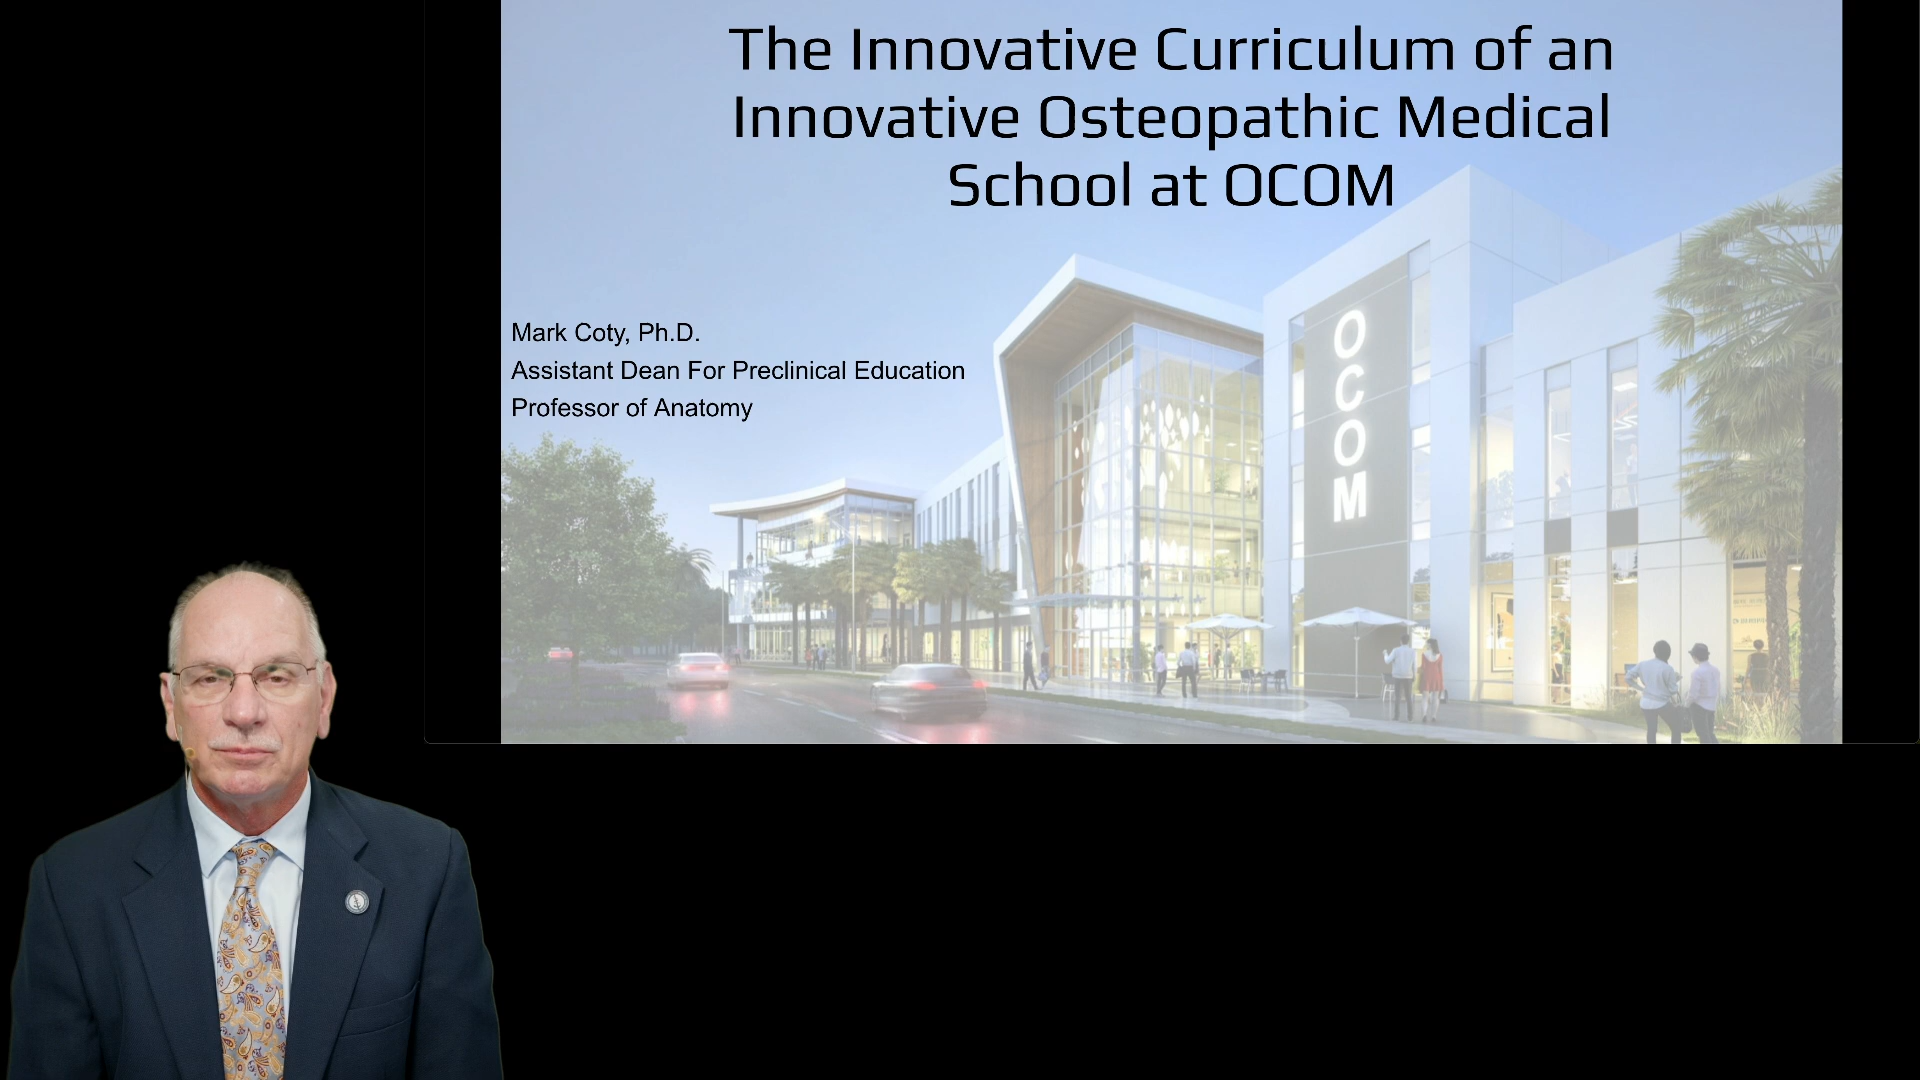 The Innovative Curriculum of an
Innovative Osteopathic Medical
School at OCOM
Mark Coty, Ph.D.
Assistant Dean For Preclinical Education
Professor of Anatomy
OCOM